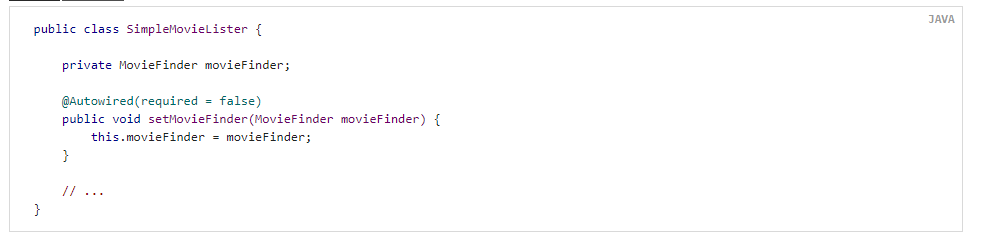 JAVA
public class SimpleMovieLister {
    private MovieFinder movieFinder;
    @Autowired(required = false)
    public void setMovieFinder(MovieFinder movieFinder) {
        this.movieFinder = movieFinder;
    }
    // ...
}